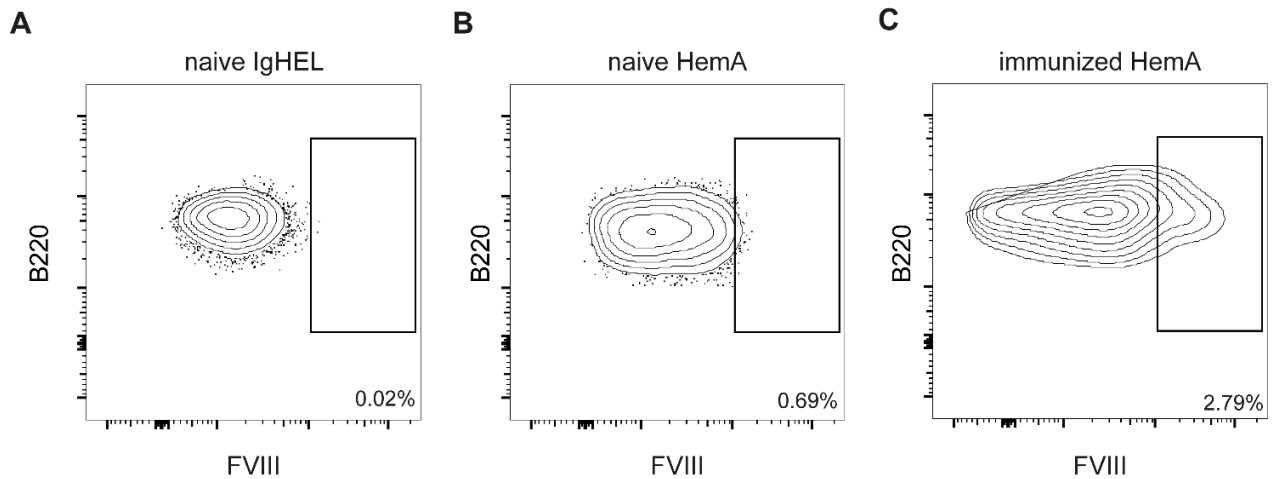 A
naive IgHEL
B220
0.02%
FVIII
B
naive HemA
B220
0.69%
FVIII
C
immunized HemA
B220
2.79%
FVIII